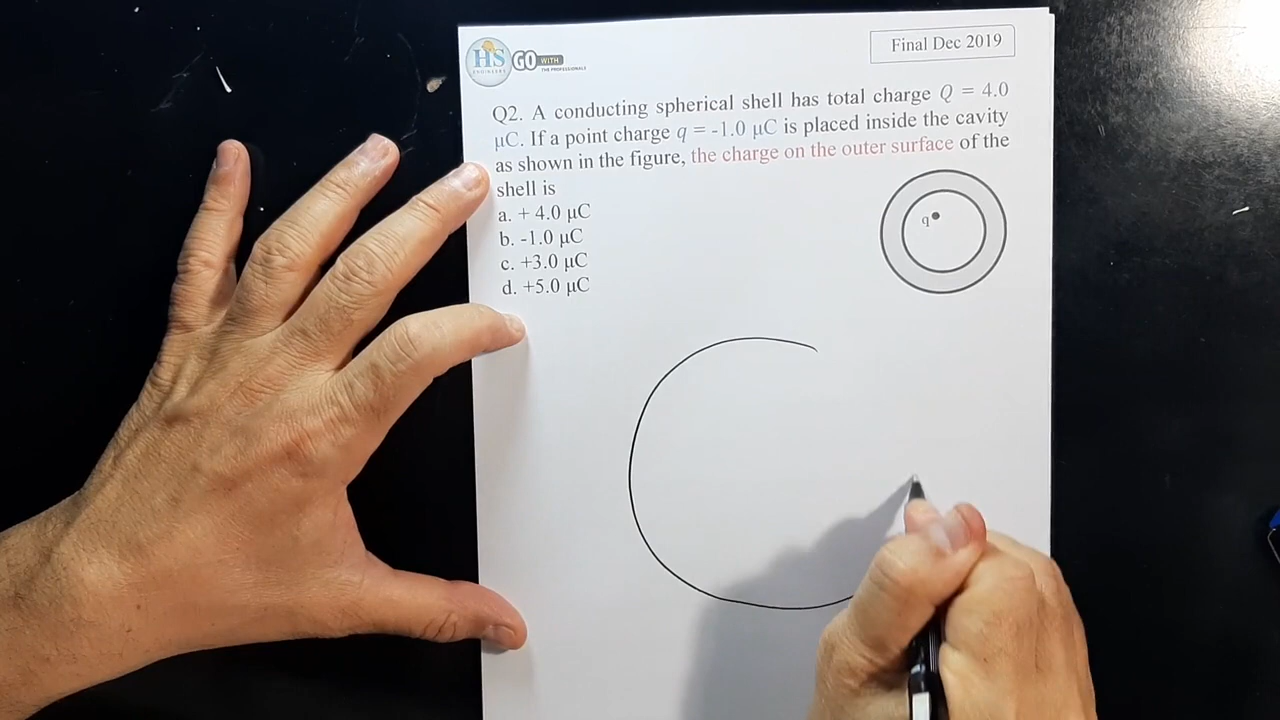 HS
ENGINEERS
GO WITH
THE PROFESSIONALS
Final Dec 2019
Q2. A conducting spherical shell has total charge Q = 4.0
μC. If a point charge q = -1.0 μC is placed inside the cavity
as shown in the figure, the charge on the outer surface of the
shell is
a. + 4.0 μC
b. -1.0 μC
c. +3.0 μC
d. +5.0 μC
q